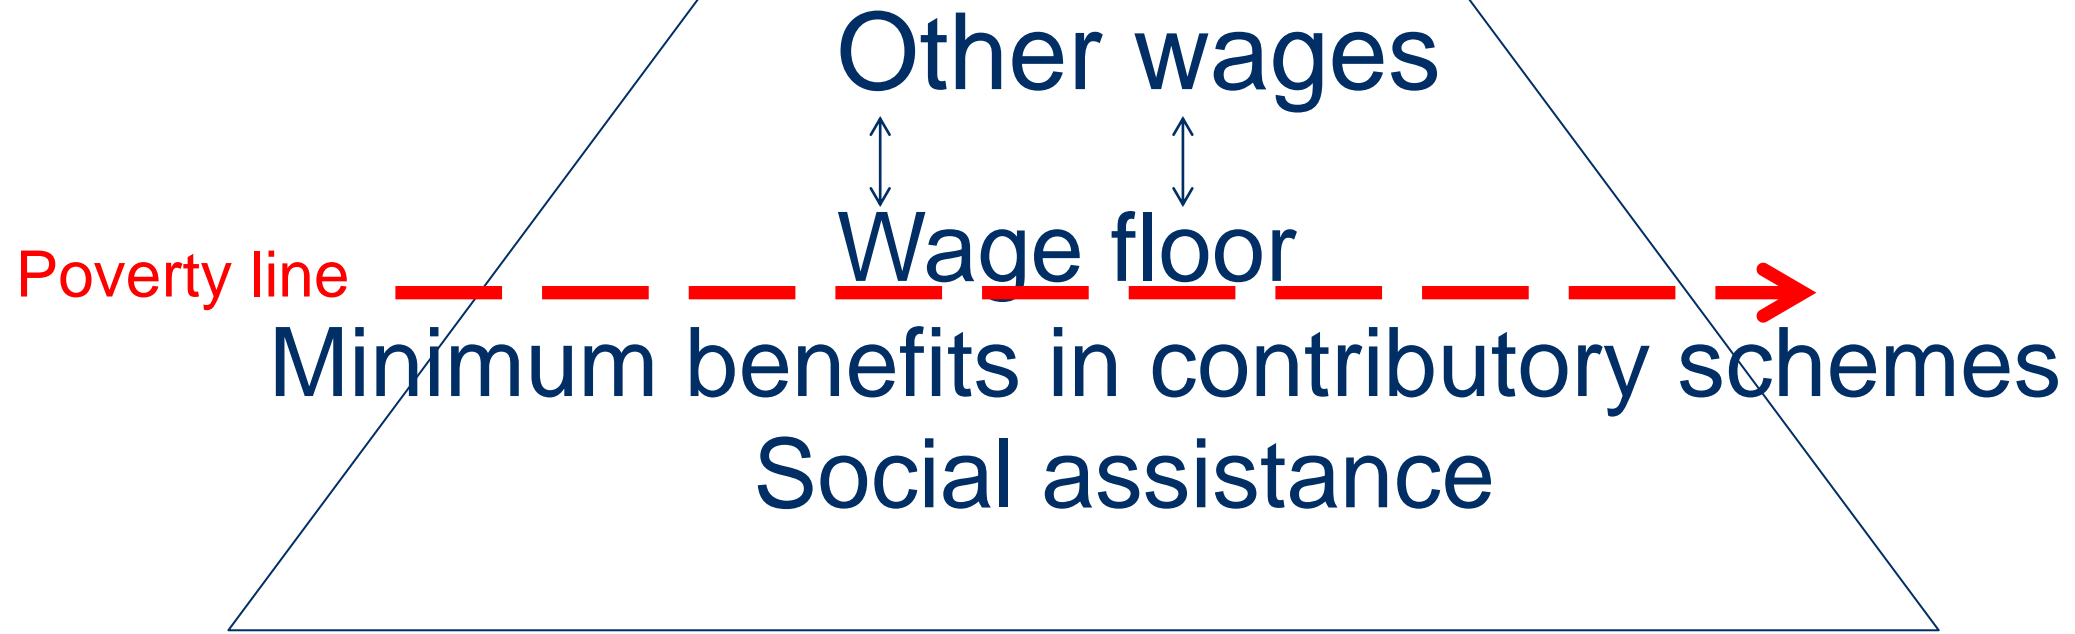 Other wages
Wage floor
Poverty line
Minimum benefits in contributory schemes
Social assistance